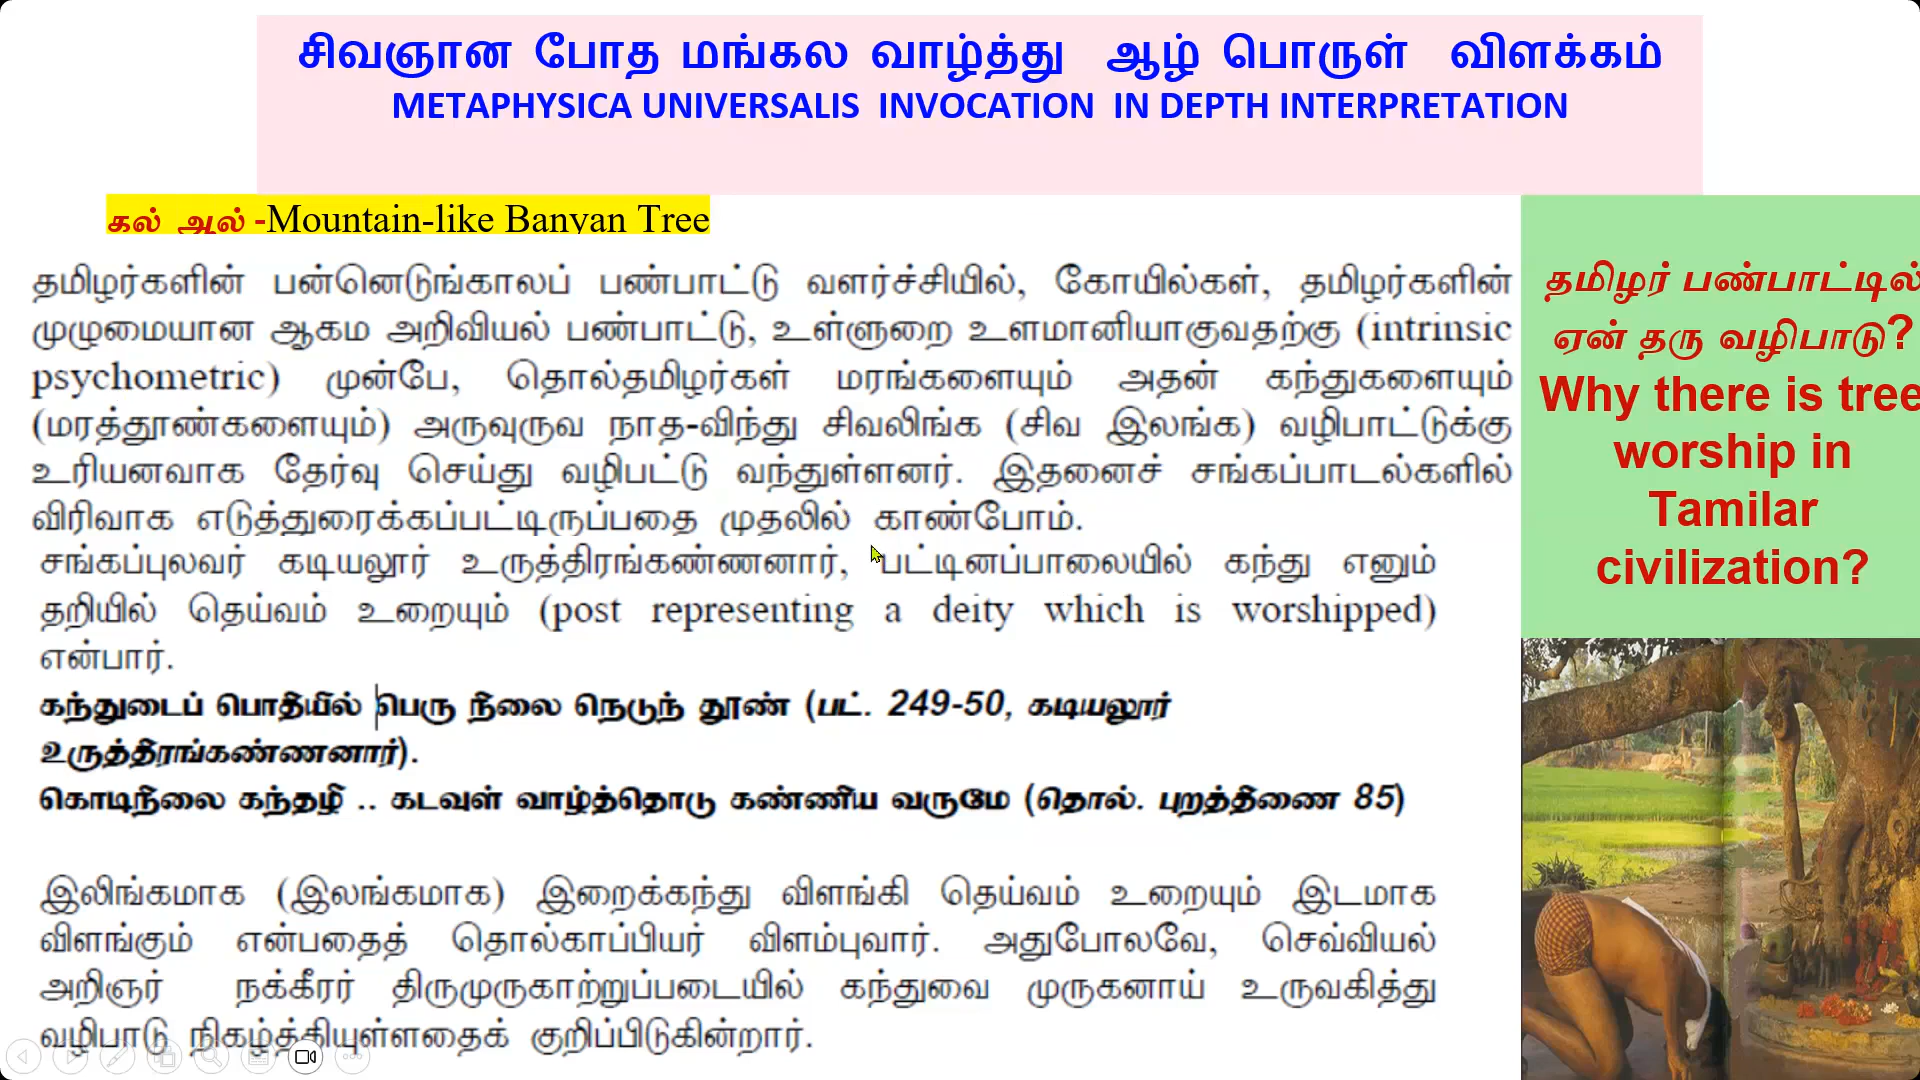 சிவஞான போத மங்கல வாழ்த்து ஆழ் பொருள் விளக்கம்
METAPHYSICA UNIVERSALIS INVOCATION IN DEPTH INTERPRETATION
கல் ஆல் -Mountain-like Banyan Tree
தமிழர்களின் பன்னெடுங்காலப் பண்பாட்டு வளர்ச்சியில், கோயில்கள், தமிழர்களின்
முழுமையான ஆகம அறிவியல் பண்பாட்டு, உள்ளுறை உளமானியாகுவதற்கு (intrinsic
psychometric) முன்பே, தொல்தமிழர்கள் மரங்களையும் அதன் கந்துகளையும்
(மரத்தூண்களையும்) அருவுருவ நாத-விந்து சிவலிங்க (சிவ இலங்க) வழிபாட்டுக்கு
உரியனவாக தேர்வு செய்து வழிபட்டு வந்துள்ளனர். இதனைச் சங்கப்பாடல்களில்
விரிவாக எடுத்துரைக்கப்பட்டிருப்பதை முதலில் காண்போம்.
சங்கப்புலவர் கடியலூர் உருத்திரங்கண்ணனார், பட்டினப்பாலையில் கந்து எனும்
தறியில் தெய்வம் உறையும் (post representing a deity which is worshipped)
என்பார்.
கந்துடைப் பொதியில் பெரு நிலை நெடுந் தூண் (பட். 249-50, கடியலூர்
உருத்திரங்கண்ணனார்).
கொடிநிலை கந்தழி .. கடவுள் வாழ்த்தொடு கண்ணிய வருமே (தொல். புறத்திணை 85)
இலிங்கமாக (இலங்கமாக) இறைக்கந்து விளங்கி தெய்வம் உறையும் இடமாக
விளங்கும் என்பதைத் தொல்காப்பியர் விளம்புவார். அதுபோலவே, செவ்வியல்
அறிஞர் நக்கீரர் திருமுருகாற்றுப்படையில் கந்துவை முருகனாய் உருவகித்து
வழிபாடு நிகழ்த்தியுள்ளதைக் குறிப்பிடுகின்றார்.
தமிழர் பண்பாட்டில்
ஏன் தரு வழிபாடு?
Why there is tree
worship in
Tamilar
civilization?